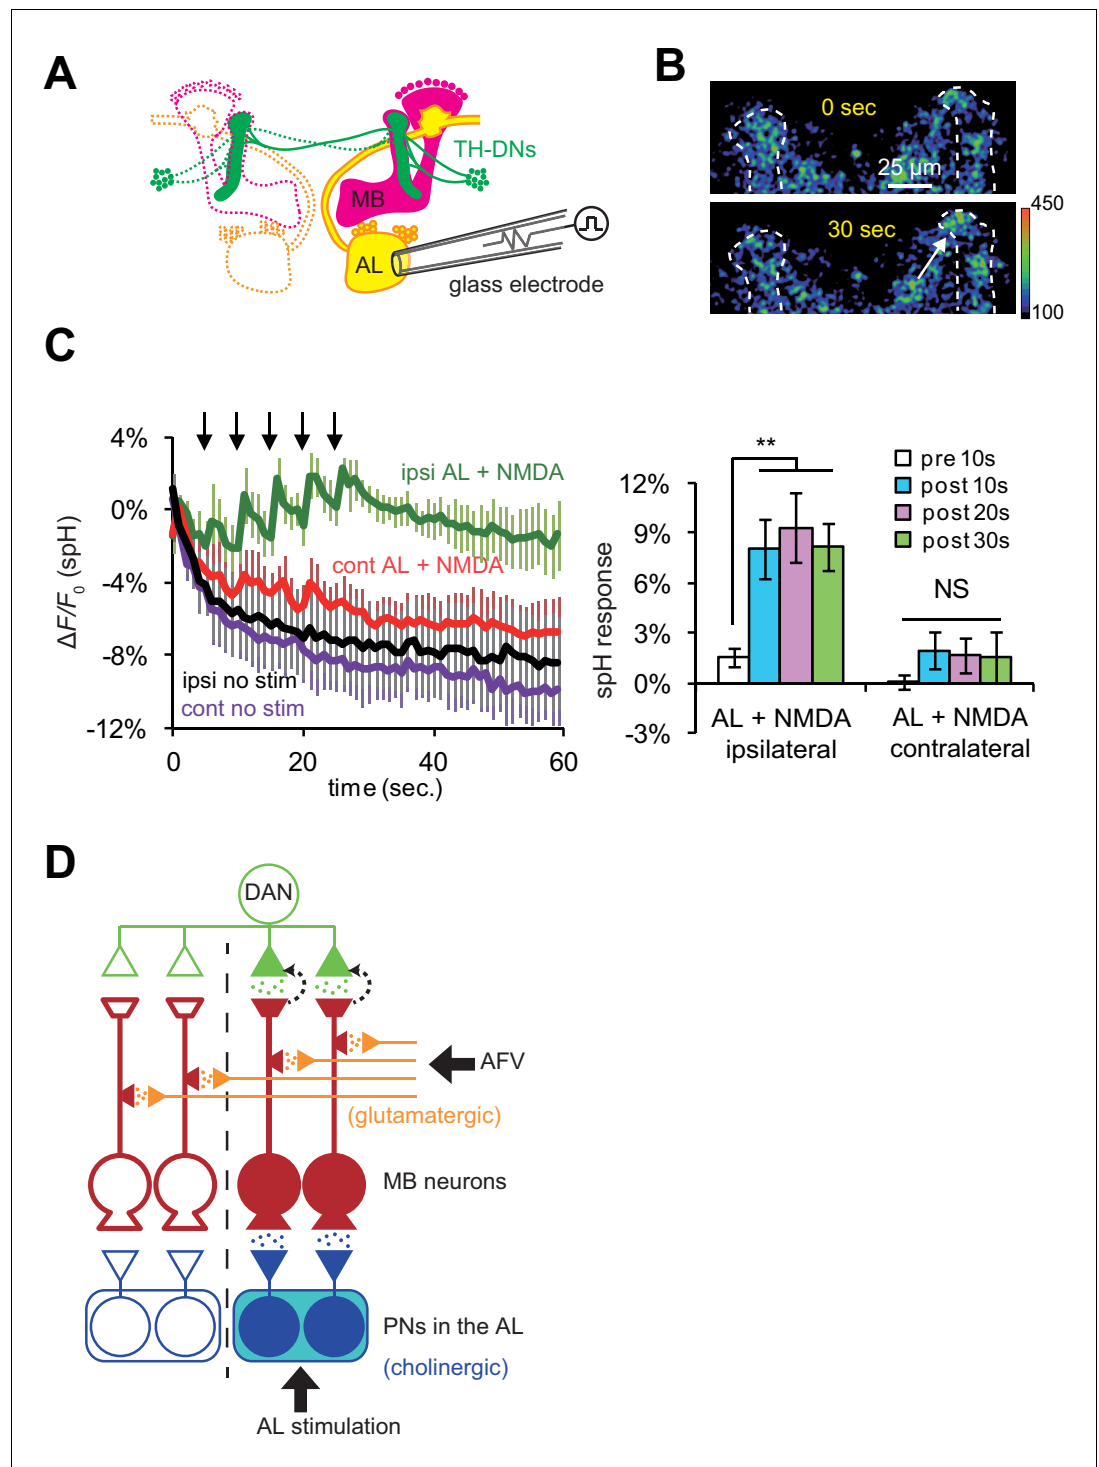 A
TH-DNs
MB
AL
glass electrode
B
0 sec
25 µm
30 sec
450
100
C
4%
0%
-4%
-8%
-12%
ΔF/F0 (spH)
ipsi AL + NMDA
cont AL + NMDA
ipsi no stim
cont no stim
0
20
40
60
time (sec.)
**
pre 10s
post 10s
post 20s
post 30s
12%
9%
6%
3%
0%
-3%
spH response
NS
AL + NMDA
ipsilateral
AL + NMDA
contralateral
D
DAN
AFV
(glutamatergic)
MB neurons
PNs in the AL
(cholinergic)
AL stimulation